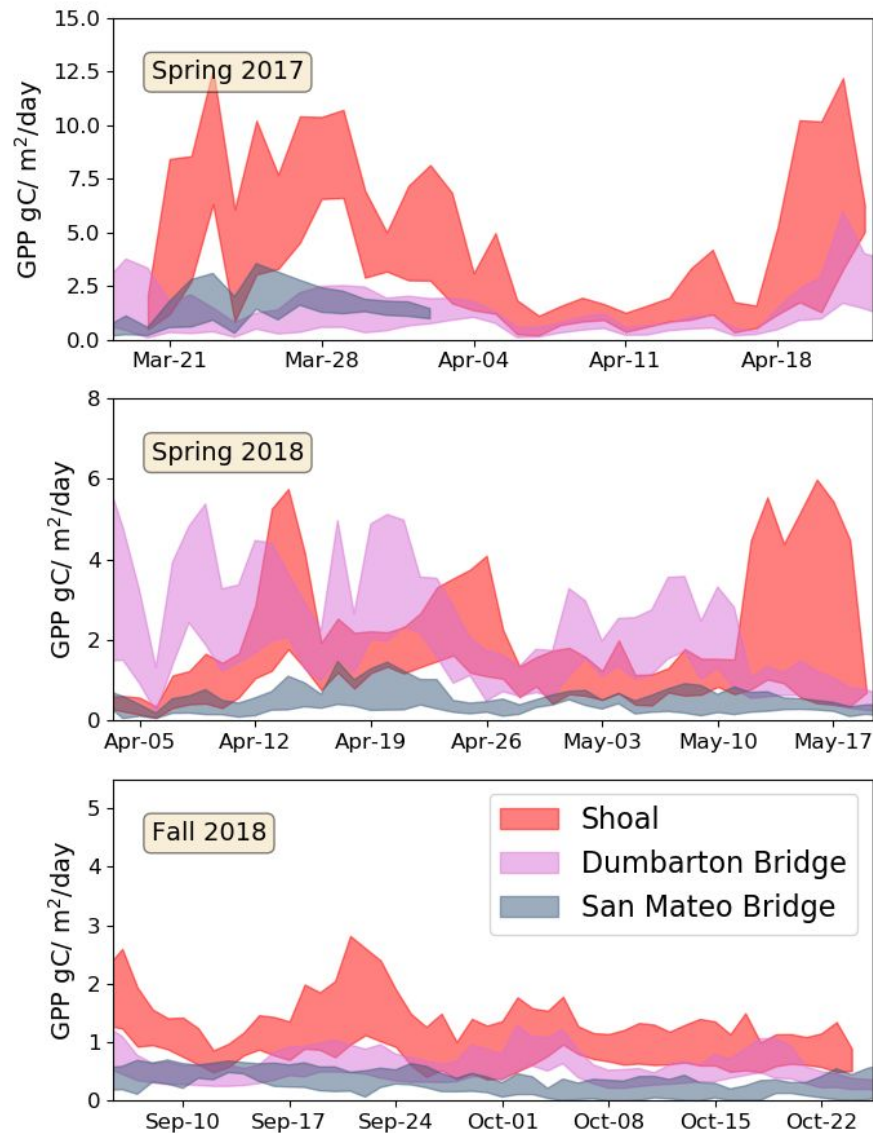 15.0
12.5
10.0
7.5
5.0
2.5
0.0
GPP gC/ m²/day
Spring 2017
Mar-21 Mar-28 Apr-04 Apr-11 Apr-18
8
6
4
2
0
GPP gC/ m²/day
Spring 2018
Apr-05 Apr-12 Apr-19 Apr-26 May-03 May-10 May-17
5
4
3
2
1
0
GPP gC/ m²/day
Fall 2018
Shoal
Dumbarton Bridge
San Mateo Bridge
Sep-10 Sep-17 Sep-24 Oct-01 Oct-08 Oct-15 Oct-22